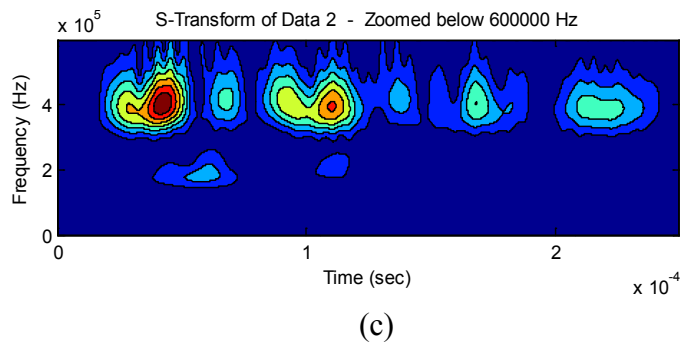 S-Transform of Data 2 - Zoomed below 600000 Hz
x 10^5
Frequency (Hz)
4
2
0
0 1 2
Time (sec)
x 10^-4
(c)